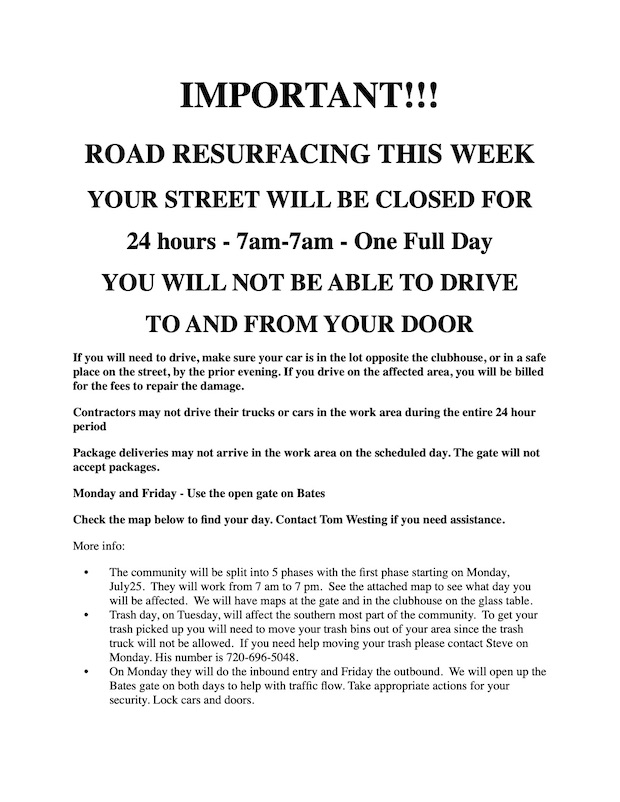 IMPORTANT!!!
ROAD RESURFACING THIS WEEK
YOUR STREET WILL BE CLOSED FOR
24 hours - 7am-7am - One Full Day
YOU WILL NOT BE ABLE TO DRIVE
TO AND FROM YOUR DOOR
If you will need to drive, make sure your car is in the lot opposite the clubhouse, or in a safe
place on the street, by the prior evening. If you drive on the affected area, you will be billed
for the fees to repair the damage.
Contractors may not drive their trucks or cars in the work area during the entire 24 hour
period
Package deliveries may not arrive in the work area on the scheduled day. The gate will not
accept packages.
Monday and Friday - Use the open gate on Bates
Check the map below to find your day. Contact Tom Westing if you need assistance.
More info:
• The community will be split into 5 phases with the first phase starting on Monday,
July25. They will work from 7 am to 7 pm. See the attached map to see what day you
will be affected. We will have maps at the gate and in the clubhouse on the glass table.
• Trash day, on Tuesday, will affect the southern most part of the community. To get your
trash picked up you will need to move your trash bins out of your area since the trash
truck will not be allowed. If you need help moving your trash please contact Steve on
Monday. His number is 720-696-5048.
• On Monday they will do the inbound entry and Friday the outbound. We will open up the
Bates gate on both days to help with traffic flow. Take appropriate actions for your
security. Lock cars and doors.